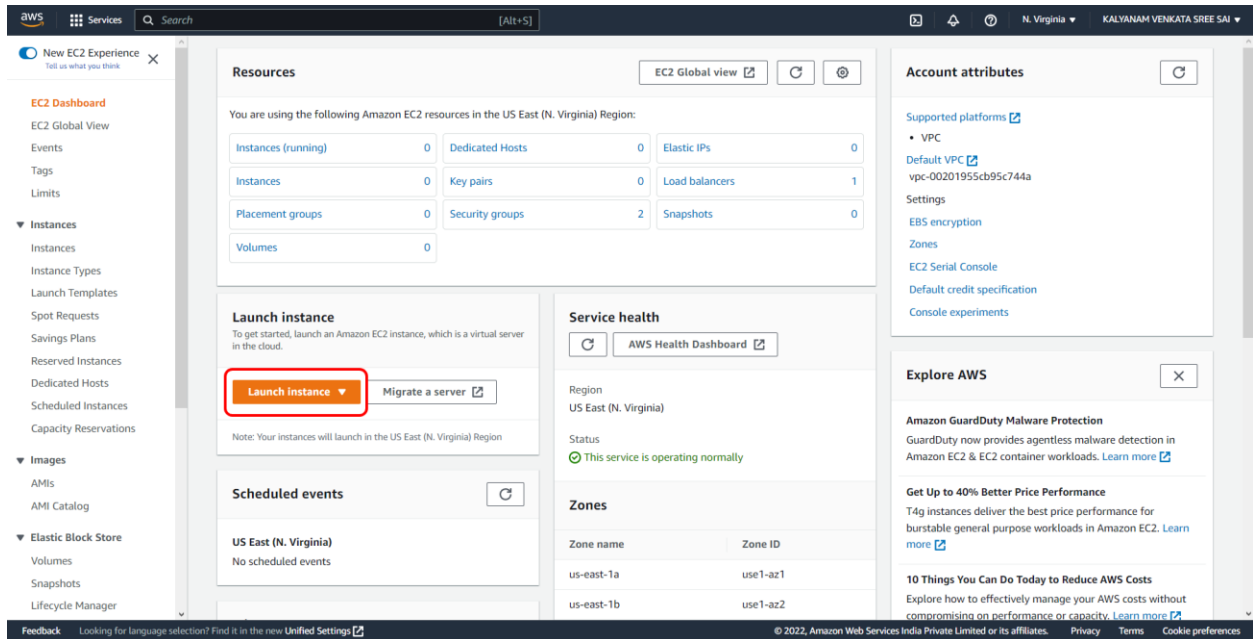 aws
Services
Search
[Alt+S]
N. Virginia
KALYANAM VENKATA SREE SAI
New EC2 Experience
Tell us what you think
EC2 Dashboard
EC2 Global View
Events
Tags
Limits
Instances
Instances
Instance Types
Launch Templates
Spot Requests
Savings Plans
Reserved Instances
Dedicated Hosts
Scheduled Instances
Capacity Reservations
Images
AMIs
AMI Catalog
Elastic Block Store
Volumes
Snapshots
Lifecycle Manager
Resources
EC2 Global view
You are using the following Amazon EC2 resources in the US East (N. Virginia) Region:
Instances (running) 0 Dedicated Hosts 0 Elastic IPs 0
Instances 0 Key pairs 0 Load balancers 1
Placement groups 0 Security groups 2 Snapshots 0
Volumes 0
Launch instance
To get started, launch an Amazon EC2 instance, which is a virtual server
in the cloud.
Launch instance
Migrate a server
Note: Your instances will launch in the US East (N. Virginia) Region
Scheduled events
US East (N. Virginia)
No scheduled events
Service health
AWS Health Dashboard
Region
US East (N. Virginia)
Status
This service is operating normally
Zones
Zone name Zone ID
us-east-1a use1-az1
us-east-1b use1-az2
Account attributes
Supported platforms
• VPC
Default VPC
vpc-00201955cb95c744a
Settings
EBS encryption
Zones
EC2 Serial Console
Default credit specification
Console experiments
Explore AWS
Amazon GuardDuty Malware Protection
GuardDuty now provides agentless malware detection in
Amazon EC2 & EC2 container workloads. Learn more
Get Up to 40% Better Price Performance
T4g instances deliver the best price performance for
burstable general purpose workloads in Amazon EC2. Learn
more
10 Things You Can Do Today to Reduce AWS Costs
Explore how to effectively manage your AWS costs without
compromising on performance or capacity. Learn more
Feedback
Looking for language selection? Find it in the new Unified Settings
© 2022, Amazon Web Services India Private Limited or its affiliates.
Privacy
Terms
Cookie preferences